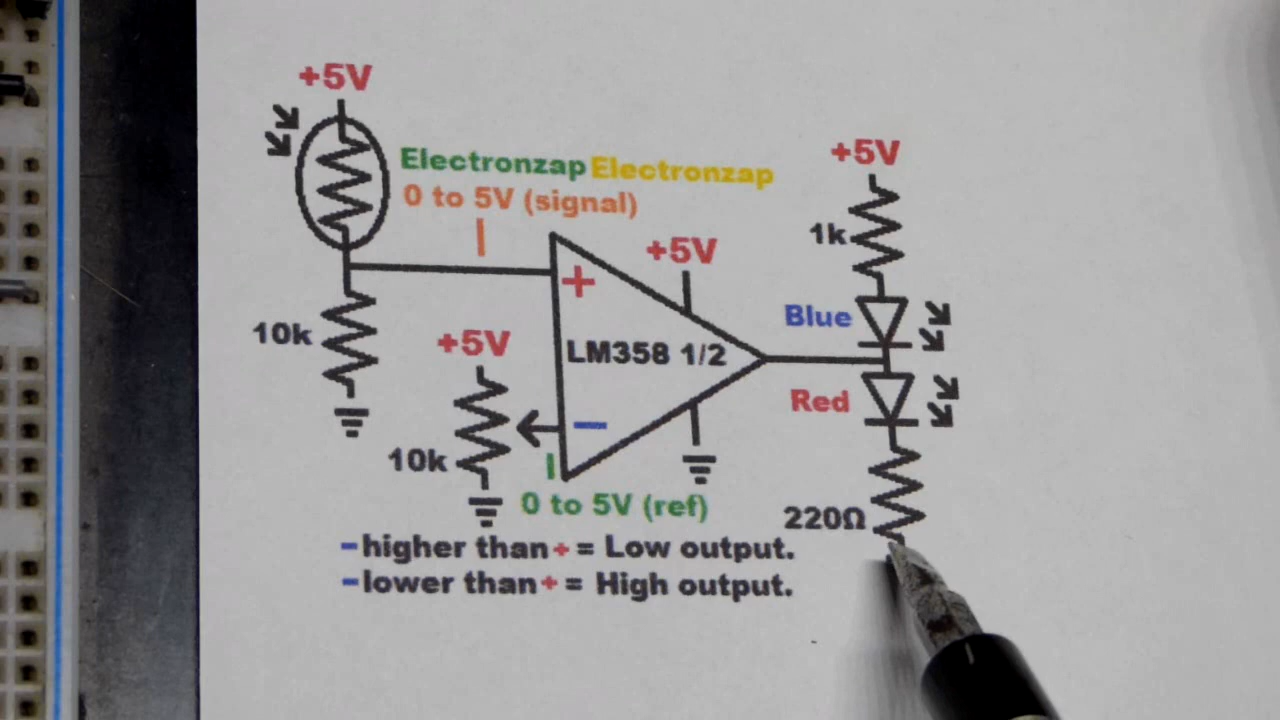 +5V
Electronzap Electronzap
0 to 5V (signal)
+5V
1k
+5V
+
Blue
10k
+5V
LM358 1/2
Red
−
10k
0 to 5V (ref)
220Ω
−higher than + = Low output.
−lower than + = High output.